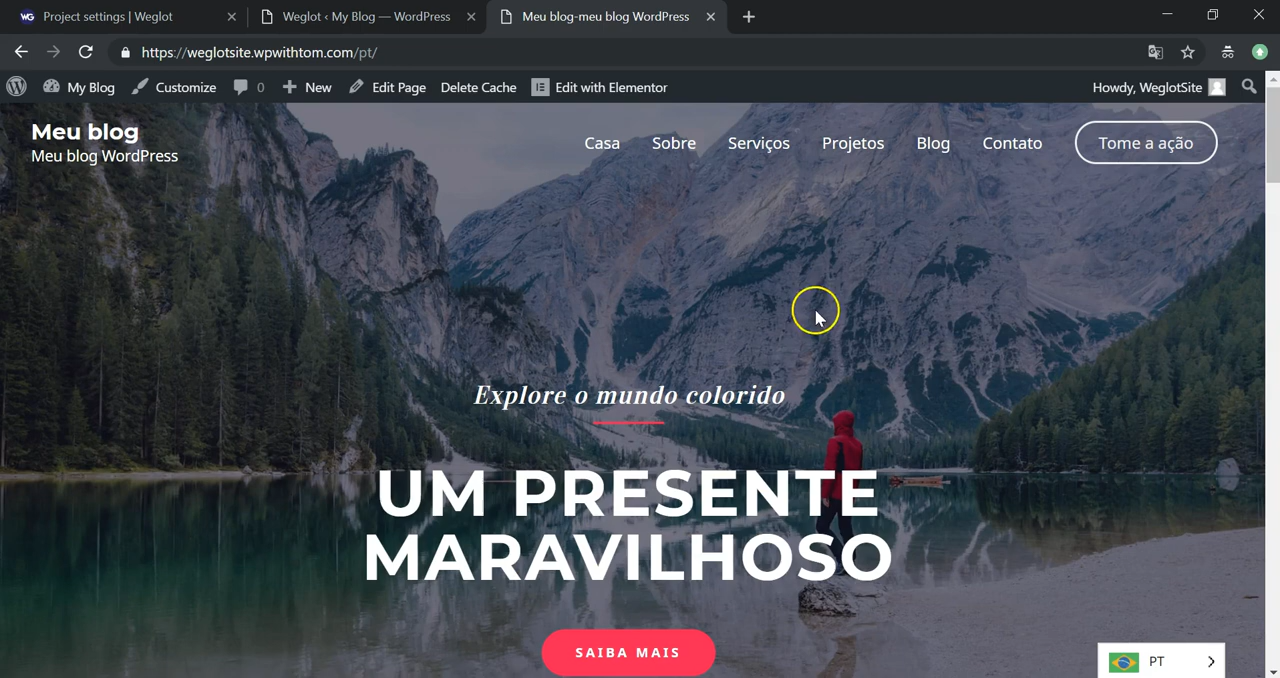 Project settings | Weglot
Weglot ‹ My Blog — WordPress
Meu blog-meu blog WordPress
https://weglotsite.wpwithtom.com/pt/
My Blog Customize 0 New Edit Page Delete Cache Edit with Elementor Howdy, WeglotSite
Meu blog
Meu blog WordPress
Casa Sobre Serviços Projetos Blog Contato Tome a ação
Explore o mundo colorido
UM PRESENTE
MARAVILHOSO
SAIBA MAIS
PT